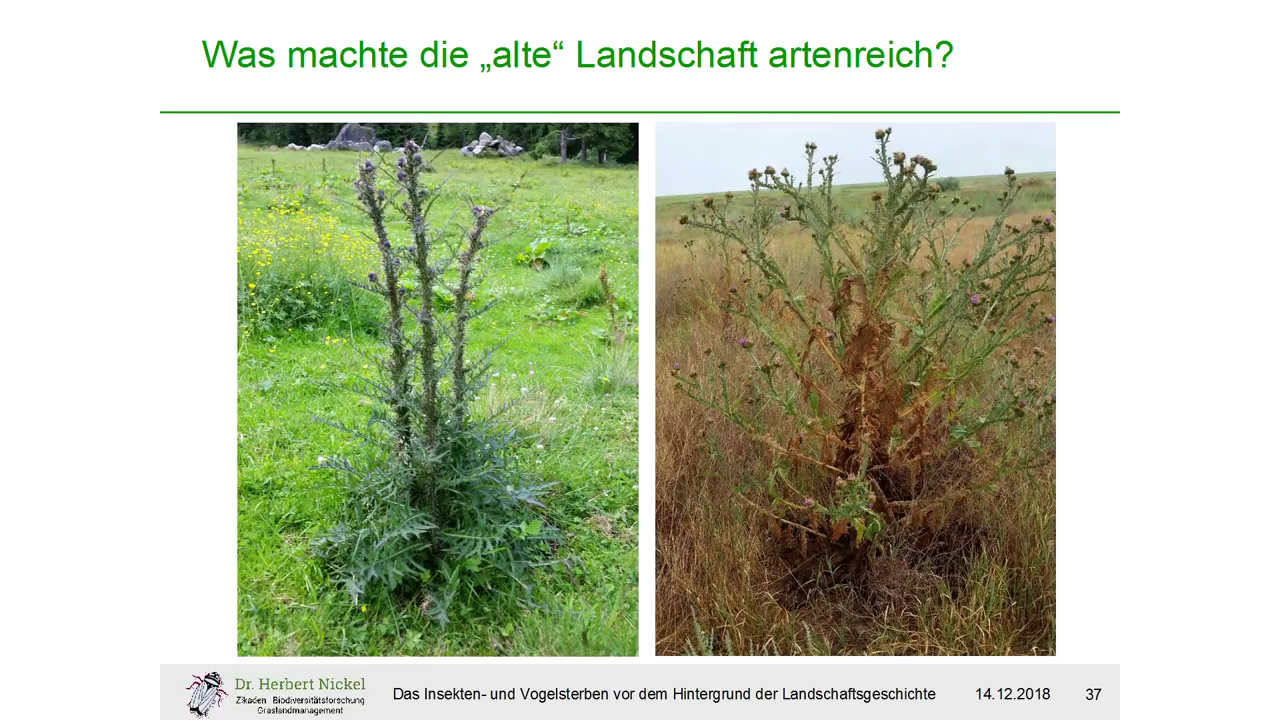 Was machte die „alte“ Landschaft artenreich?
Dr. Herbert Nickel
Zikaden Biodiversitätsforschung
Graslandmanagement
Das Insekten- und Vogelsterben vor dem Hintergrund der Landschaftsgeschichte
14.12.2018
37